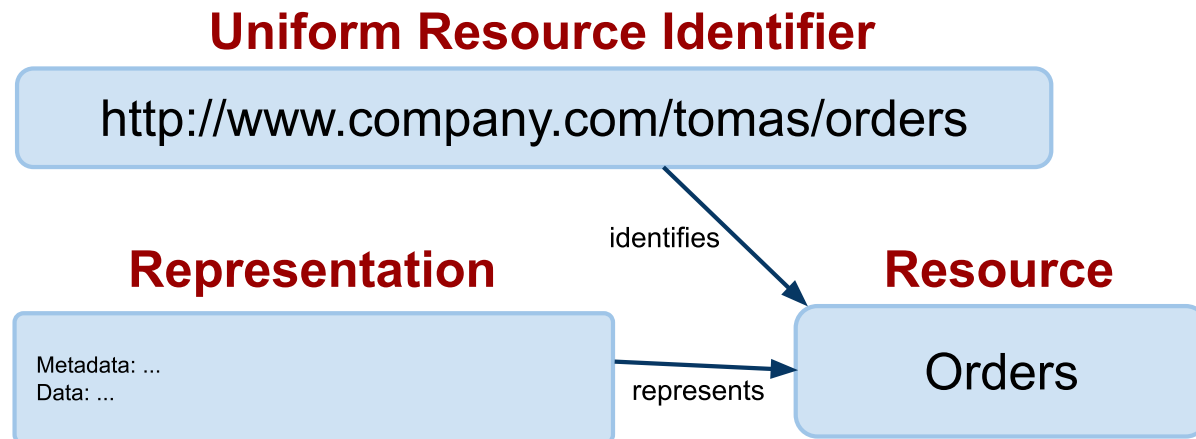 Uniform Resource Identifier
http://www.company.com/tomas/orders
identifies
Representation
Resource
Metadata: ...
Data: ...
represents
Orders